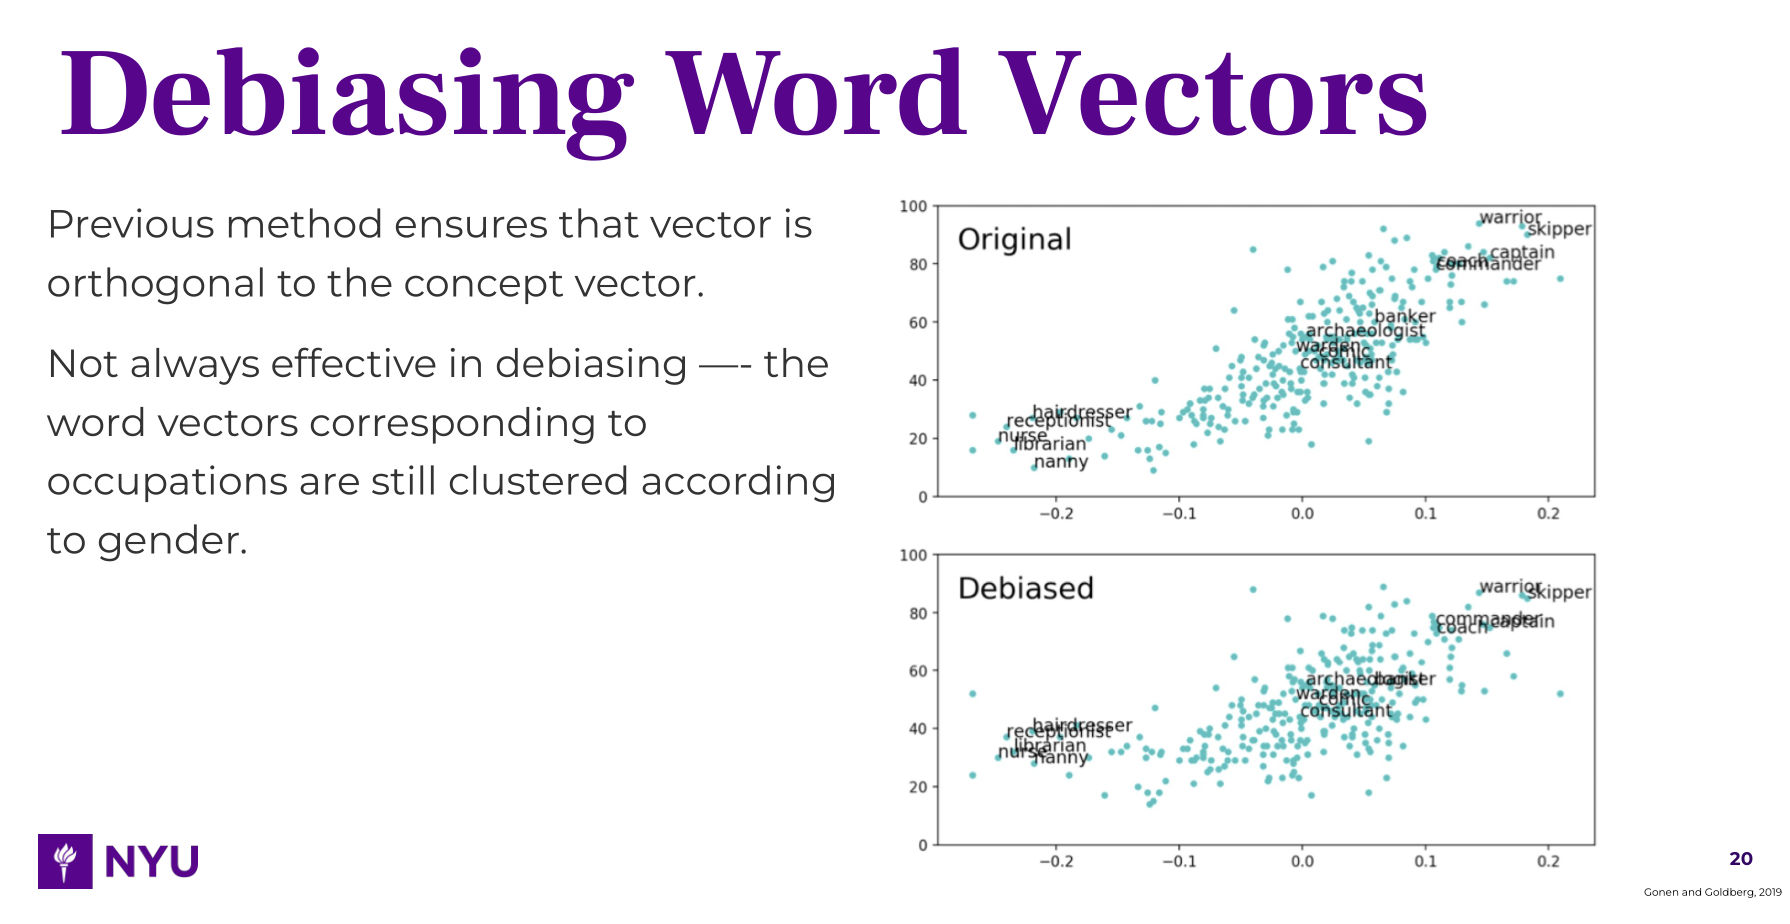 Debiasing Word Vectors
Previous method ensures that vector is
orthogonal to the concept vector.
Not always effective in debiasing —- the
word vectors corresponding to
occupations are still clustered according
to gender.
100
80
60
40
20
0
Original
warrior
skipper
captain
coach
commander
banker
archaeologist
warden
comic
consultant
hairdresser
receptionist
nurse
librarian
nanny
−0.2 −0.1 0.0 0.1 0.2
100
80
60
40
20
0
Debiased
warrior
skipper
commander
captain
coach
archaeologist
banker
warden
comic
consultant
hairdresser
receptionist
librarian
nurse
nanny
−0.2 −0.1 0.0 0.1 0.2
NYU
20
Gonen and Goldberg, 2019